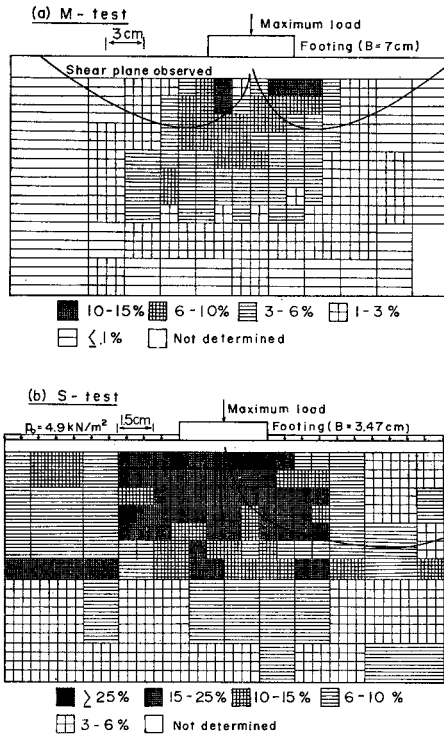 (a) M-test
Maximum load
3cm
Footing (B=7cm)
Shear plane observed
10-15% 6-10% 3-6% 1-3%
≤.1% Not determined
(b) S-test
Maximum load
p₀=4.9kN/m² 1.5cm Footing (B=3.47cm)
≥25% 15-25% 10-15% 6-10%
3-6% Not determined